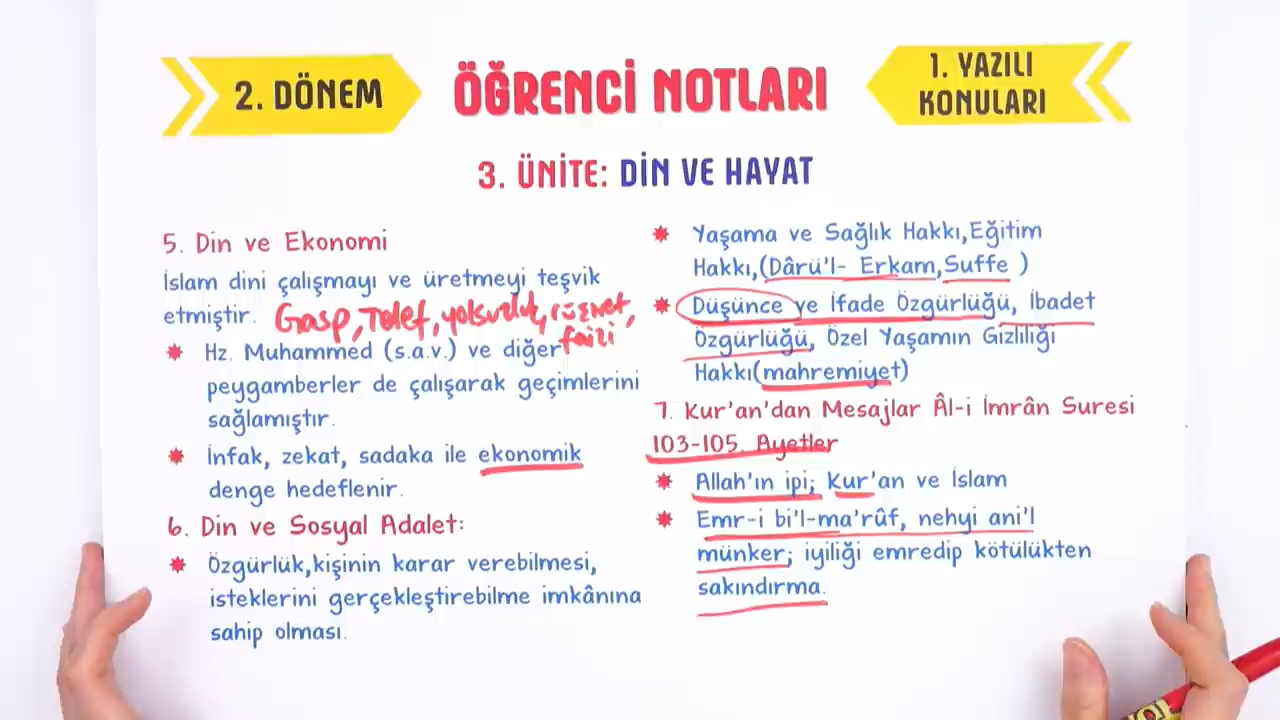 2. DÖNEM
ÖĞRENCİ NOTLARI
1. YAZILI
KONULARI
3. ÜNİTE: DİN VE HAYAT
5. Din ve Ekonomi
İslam dini çalışmayı ve üretmeyi teşvik
etmiştir. Gasp, Telef, yolsuzluk, rüşvet,
faizi
Hz. Muhammed (s.a.v.) ve diğer
peygamberler de çalışarak geçimlerini
sağlamıştır.
İnfak, zekat, sadaka ile ekonomik
denge hedeflenir.
6. Din ve Sosyal Adalet:
Özgürlük,kişinin karar verebilmesi,
isteklerini gerçekleştirebilme imkânına
sahip olması.
Yaşama ve Sağlık Hakkı,Eğitim
Hakkı,(Dârü'l- Erkam,Suffe )
Düşünce ve İfade Özgürlüğü, İbadet
Özgürlüğü, Özel Yaşamın Gizliliği
Hakkı(mahremiyet)
7. Kur'an'dan Mesajlar Âl-i İmrân Suresi
103-105. Ayetler
Allah'ın ipi; Kur'an ve İslam
Emr-i bi'l-ma'rûf, nehyi ani'l
münker; iyiliği emredip kötülükten
sakındırma.